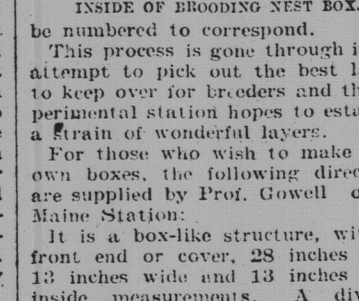 INSIDE OF BROODING NEST BOX.
be numbered to correspond.
This process is gone through i
attempt to pick out the best l
to keep over for breeders and th
perimental station hopes to esta
a strain of wonderful layers.
For those who wish to make
own boxes, the following direc
are supplied by Prof. Gowell o
Maine Station:
It is a box-like structure, wi
front end or cover, 28 inches
13 inches wide and 13 inches
inside measurements. A div